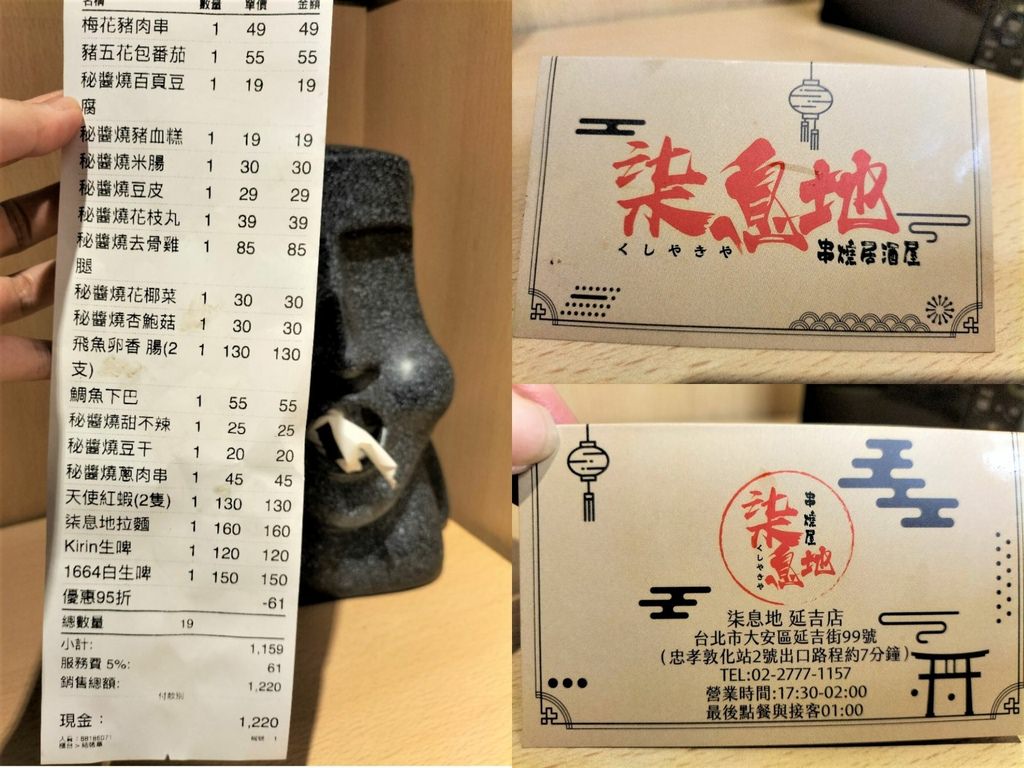 名稱 數量 單價 金額
梅花豬肉串 1 49 49
豬五花包番茄 1 55 55
秘醬燒百頁豆 1 19 19
腐
秘醬燒豬血糕 1 19 19
秘醬燒米腸 1 30 30
秘醬燒豆皮 1 29 29
秘醬燒花枝丸 1 39 39
秘醬燒去骨雞 1 85 85
腿
秘醬燒花椰菜 1 30 30
秘醬燒杏鮑菇 1 30 30
飛魚卵香 腸(2 1 130 130
支)
鯛魚下巴 1 55 55
秘醬燒甜不辣 1 25 25
秘醬燒豆干 1 20 20
秘醬燒蔥肉串 1 45 45
天使紅蝦(2隻) 1 130 130
柒息地拉麵 1 160 160
Kirin生啤 1 120 120
1664白生啤 1 150 150
優惠95折 -61
總數量 19
小計: 1,159
服務費 5%: 61
銷售總額: 1,220
付款別
現金： 1,220
柒息地
くしやきや 串燒居酒屋
柒息地
串燒屋
くしやきや
柒息地 延吉店
台北市大安區延吉街99號
(忠孝敦化站2號出口路程約7分鐘)
TEL:02-2777-1157
營業時間:17:30-02:00
最後點餐與接客01:00